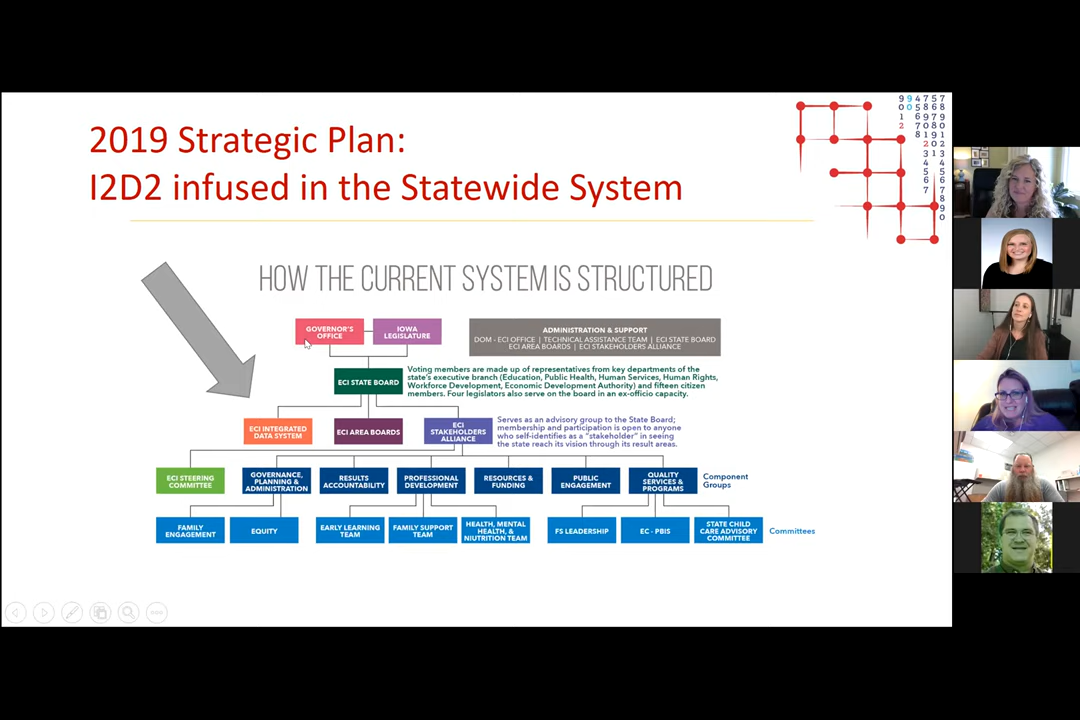 2019 Strategic Plan:
I2D2 infused in the Statewide System
HOW THE CURRENT SYSTEM IS STRUCTURED
GOVERNOR'S
OFFICE
IOWA
LEGISLATURE
ADMINISTRATION & SUPPORT
DOM - ECI OFFICE | TECHNICAL ASSISTANCE TEAM | ECI STATE BOARD
ECI AREA BOARDS | ECI STAKEHOLDERS ALLIANCE
ECI STATE BOARD
Voting members are made up of representatives from key departments of the
state's executive branch (Education, Public Health, Human Services, Human Rights,
Workforce Development, Economic Development Authority) and fifteen citizen
members. Four legislators also serve on the board in an ex-officio capacity.
ECI INTEGRATED
DATA SYSTEM
ECI AREA BOARDS
ECI
STAKEHOLDERS
ALLIANCE
Serves as an advisory group to the State Board;
membership and participation is open to anyone
who self-identifies as a "stakeholder" in seeing
the state reach its vision through its result areas.
ECI STEERING
COMMITTEE
GOVERNANCE,
PLANNING &
ADMINISTRATION
RESULTS
ACCOUNTABILITY
PROFESSIONAL
DEVELOPMENT
RESOURCES &
FUNDING
PUBLIC
ENGAGEMENT
QUALITY
SERVICES &
PROGRAMS
Component
Groups
FAMILY
ENGAGEMENT
EQUITY
EARLY LEARNING
TEAM
FAMILY SUPPORT
TEAM
HEALTH, MENTAL
HEALTH, &
NIUTRITION TEAM
FS LEADERSHIP
EC - PBIS
STATE CHILD
CARE ADVISORY
COMMITTEE
Committees